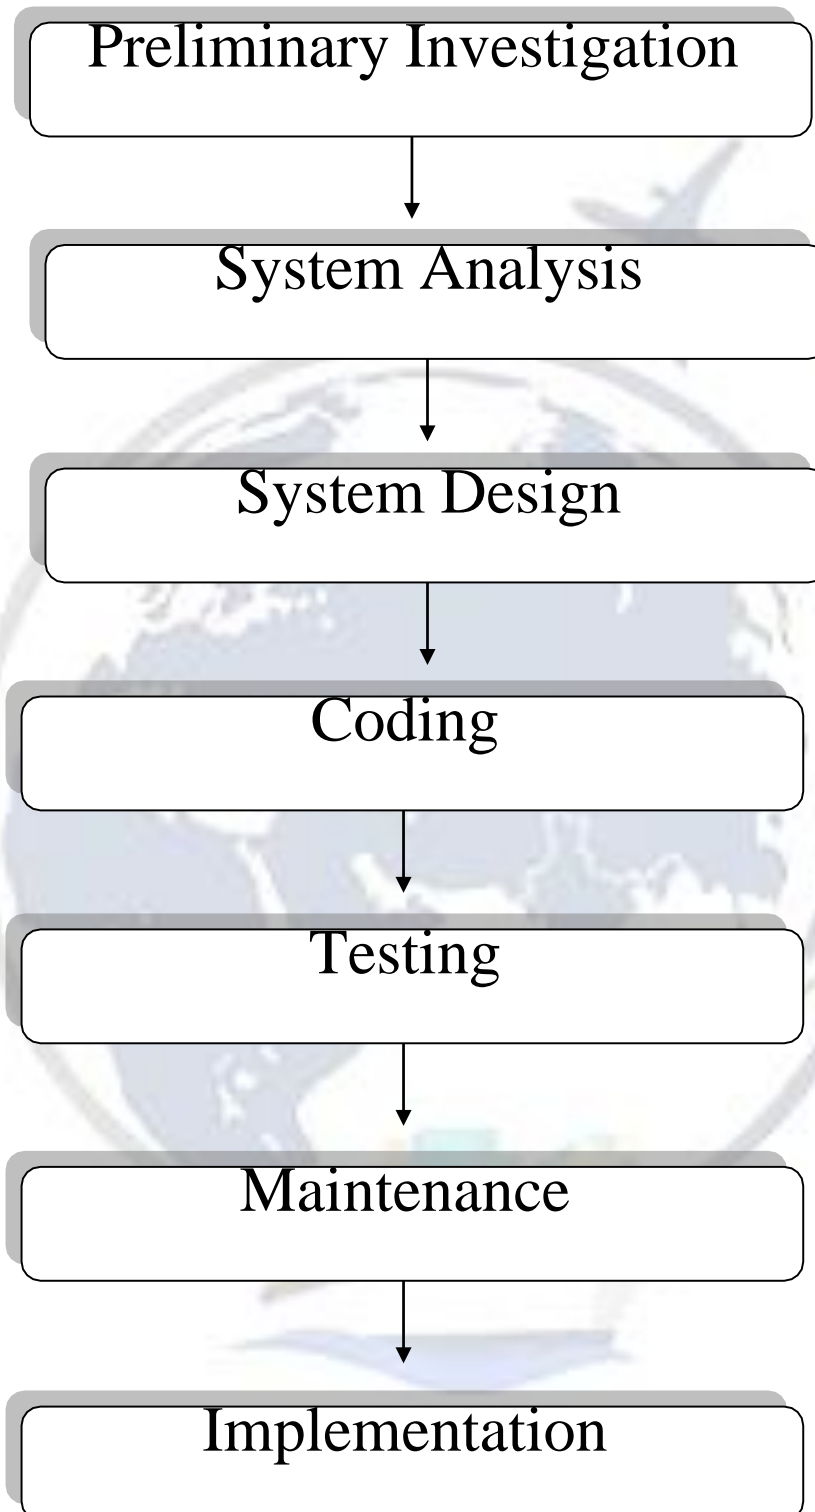 Preliminary Investigation
System Analysis
System Design
Coding
Testing
Maintenance
Implementation